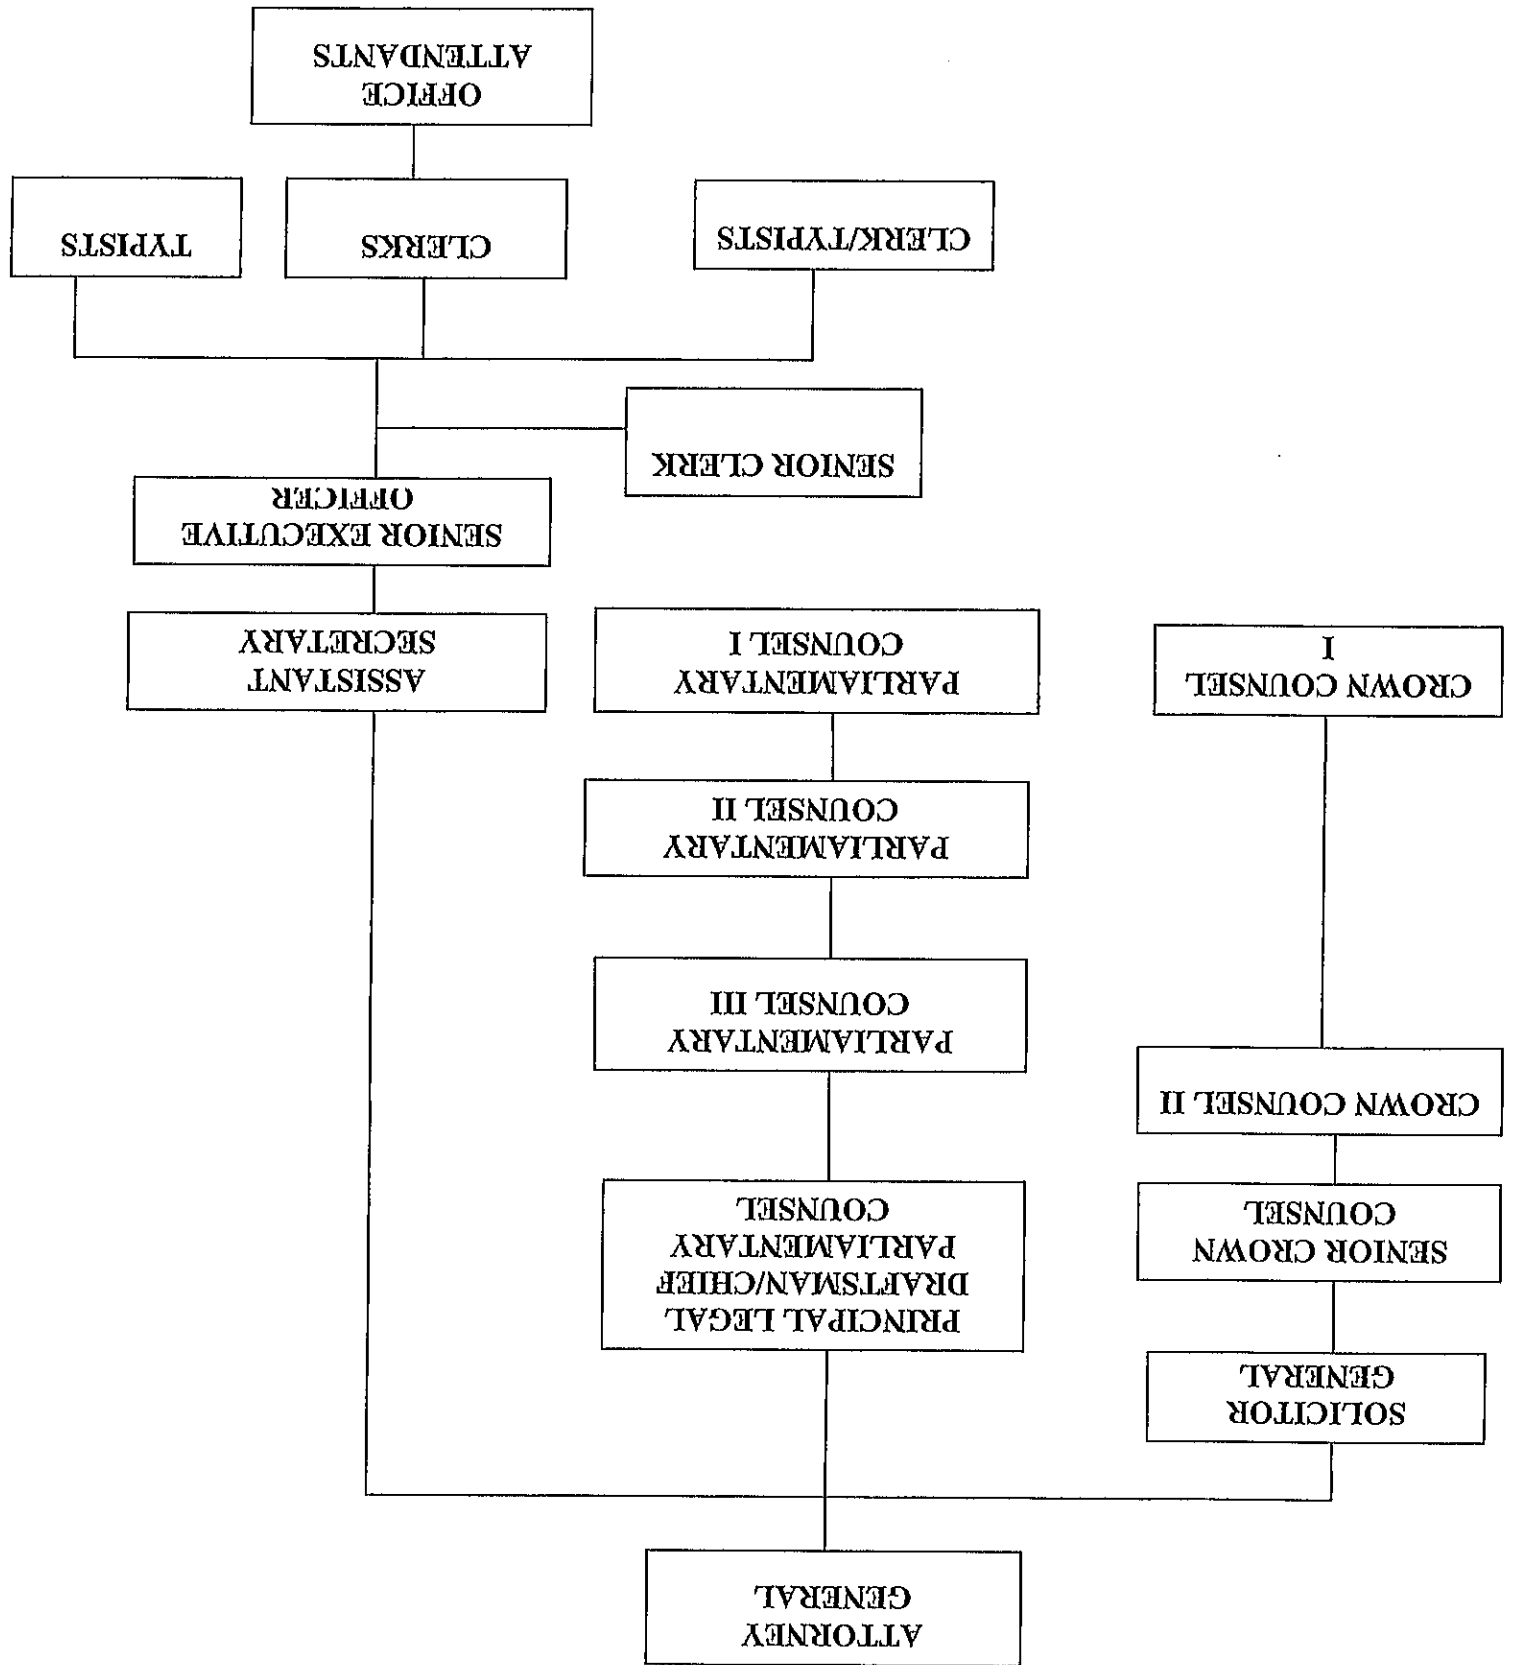 ATTORNEY
GENERAL
SOLICITOR
GENERAL
SENIOR CROWN
COUNSEL
CROWN COUNSEL II
CROWN COUNSEL
I
PRINCIPAL LEGAL
DRAFTSMAN/CHIEF
PARLIAMENTARY
COUNSEL
PARLIAMENTARY
COUNSEL III
PARLIAMENTARY
COUNSEL II
PARLIAMENTARY
COUNSEL I
ASSISTANT
SECRETARY
SENIOR EXECUTIVE
OFFICER
SENIOR CLERK
CLERK/TYPISTS
CLERKS
TYPISTS
OFFICE
ATTENDANTS